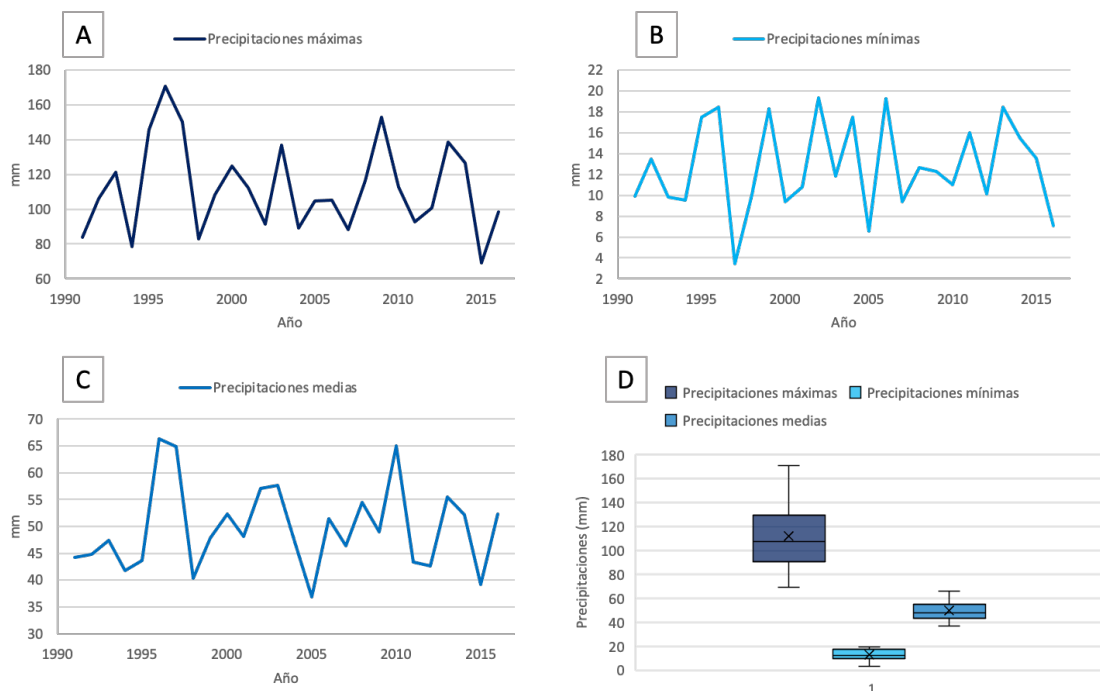 A
Precipitaciones máximas
180
160
140
120
100
80
60
mm
1990 1995 2000 2005 2010 2015
Año
B
Precipitaciones mínimas
22
20
18
16
14
12
10
8
6
4
2
mm
1990 1995 2000 2005 2010 2015
Año
C
Precipitaciones medias
70
65
60
55
50
45
40
35
30
mm
1990 1995 2000 2005 2010 2015
Año
D
Precipitaciones máximas Precipitaciones mínimas
Precipitaciones medias
180
160
140
120
100
80
60
40
20
0
Precipitaciones (mm)
1